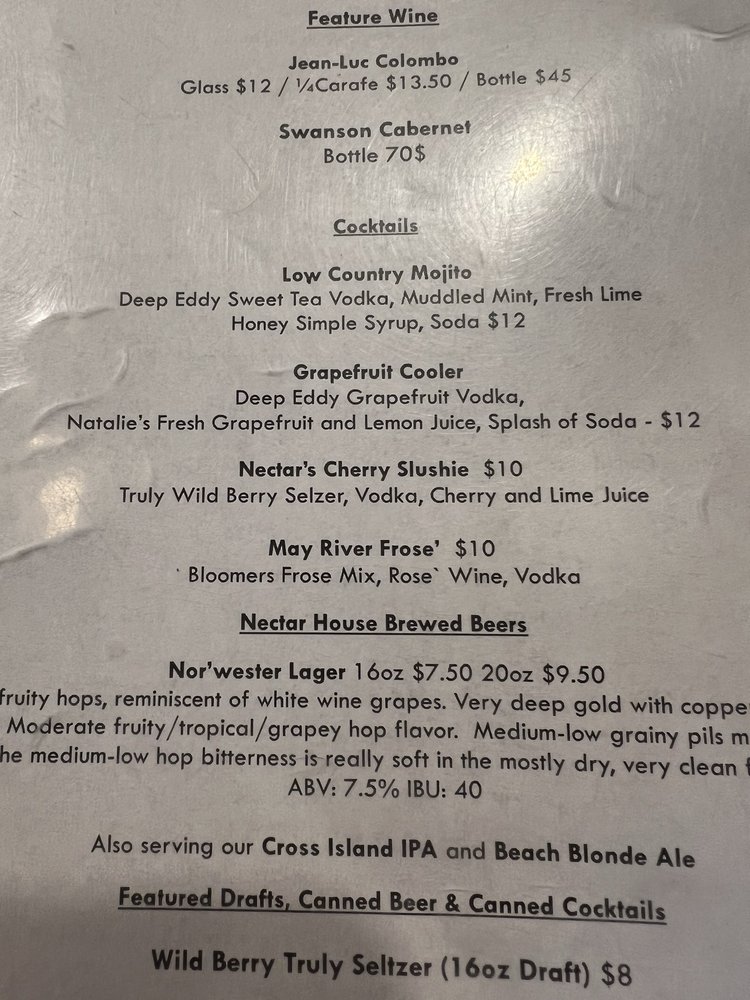 Feature Wine
Jean-Luc Colombo
Glass $12 / ¼Carafe $13.50 / Bottle $45
Swanson Cabernet
Bottle 70$
Cocktails
Low Country Mojito
Deep Eddy Sweet Tea Vodka, Muddled Mint, Fresh Lime
Honey Simple Syrup, Soda $12
Grapefruit Cooler
Deep Eddy Grapefruit Vodka,
Natalie's Fresh Grapefruit and Lemon Juice, Splash of Soda - $12
Nectar's Cherry Slushie $10
Truly Wild Berry Selzer, Vodka, Cherry and Lime Juice
May River Frose' $10
Bloomers Frose Mix, Rose` Wine, Vodka
Nectar House Brewed Beers
Nor'wester Lager 16oz $7.50 20oz $9.50
fruity hops, reminiscent of white wine grapes. Very deep gold with coppe
Moderate fruity/tropical/grapey hop flavor. Medium-low grainy pils m
he medium-low hop bitterness is really soft in the mostly dry, very clean
ABV: 7.5% IBU: 40
Also serving our Cross Island IPA and Beach Blonde Ale
Featured Drafts, Canned Beer & Canned Cocktails
Wild Berry Truly Seltzer (16oz Draft) $8